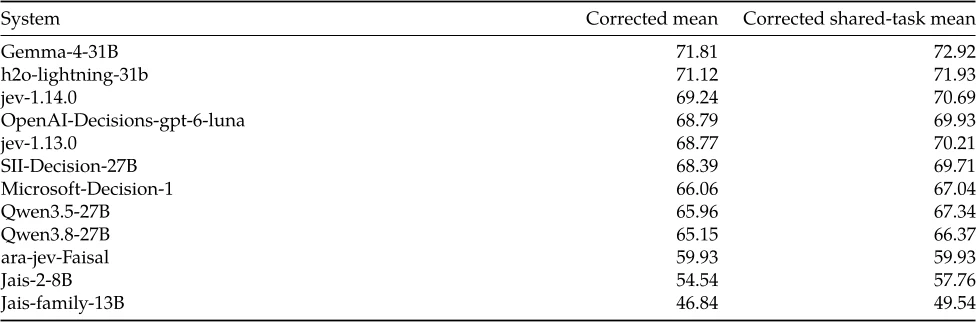 System Corrected mean Corrected shared-task mean
Gemma-4-31B 71.81 72.92
h2o-lightning-31b 71.12 71.93
jev-1.14.0 69.24 70.69
OpenAI-Decisions-gpt-6-luna 68.79 69.93
jev-1.13.0 68.77 70.21
SII-Decision-27B 68.39 69.71
Microsoft-Decision-1 66.06 67.04
Qwen3.5-27B 65.96 67.34
Qwen3.8-27B 65.15 66.37
ara-jev-Faisal 59.93 59.93
Jais-2-8B 54.54 57.76
Jais-family-13B 46.84 49.54